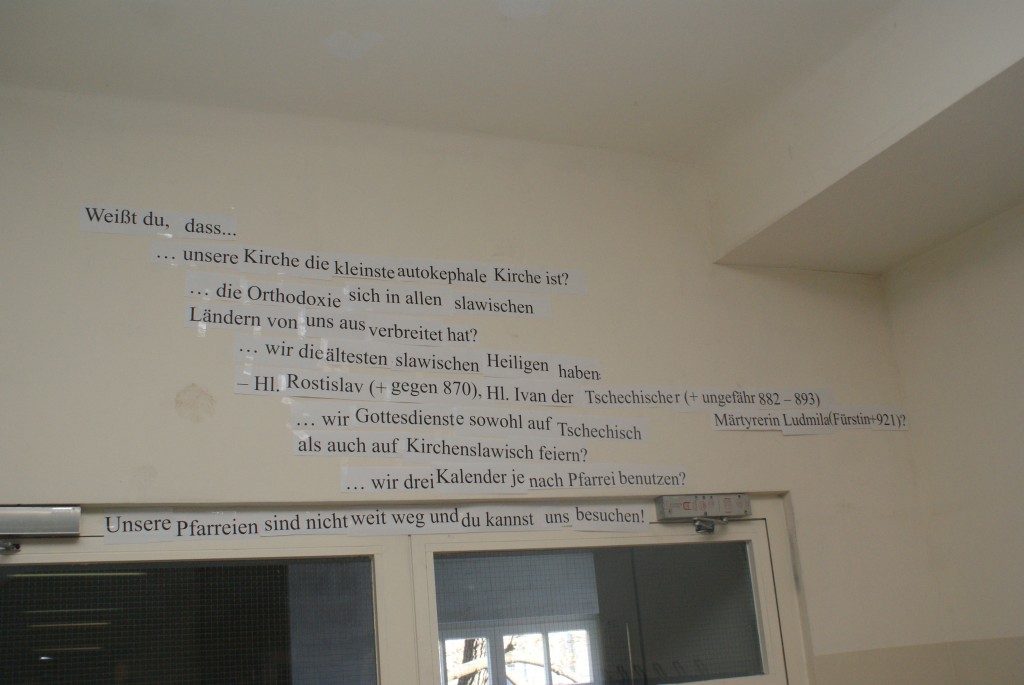 Weißt du, dass...
… unsere Kirche die kleinste autokephale Kirche ist?
… die Orthodoxie sich in allen slawischen
Ländern von uns aus verbreitet hat?
… wir die ältesten slawischen Heiligen haben:
– Hl. Rostislav (+ gegen 870), Hl. Ivan der Tschechischer (+ ungefähr 882 – 893)
Märtyrerin Ludmila(Fürstin+921)?
… wir Gottesdienste sowohl auf Tschechisch
als auch auf Kirchenslawisch feiern?
… wir drei Kalender je nach Pfarrei benutzen?
Unsere Pfarreien sind nicht weit weg und du kannst uns besuchen!